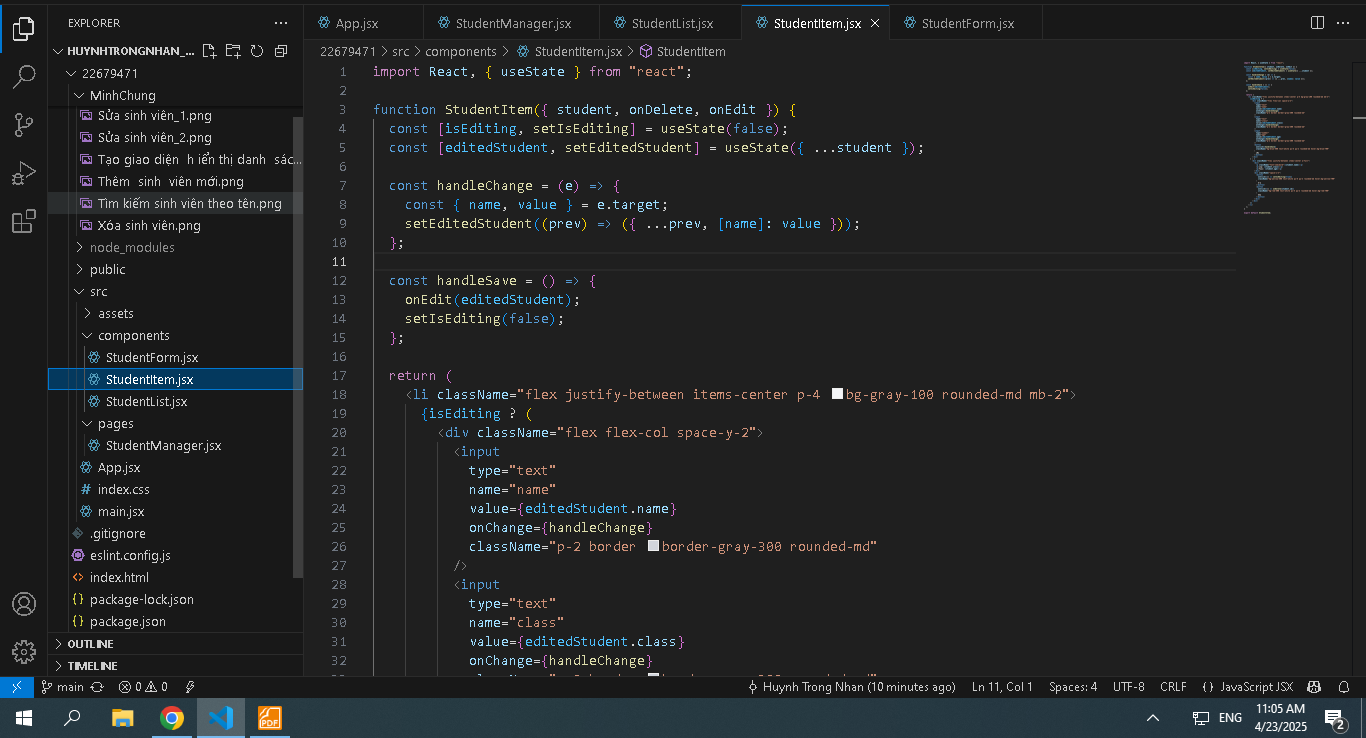 EXPLORER
HUYNHTRONGNHAN_...
22679471
MinhChung
Sửa sinh viên_1.png
Sửa sinh viên_2.png
Tạo giao diện h iển thị danh sác...
Thêm sinh viên mới.png
Tìm kiếm sinh viên theo tên.png
Xóa sinh viên.png
node_modules
public
src
assets
components
StudentForm.jsx
StudentItem.jsx
StudentList.jsx
pages
StudentManager.jsx
App.jsx
index.css
main.jsx
.gitignore
eslint.config.js
index.html
package-lock.json
package.json
OUTLINE
TIMELINE
App.jsx
StudentManager.jsx
StudentList.jsx
StudentItem.jsx
StudentForm.jsx
22679471 > src > components > StudentItem.jsx > StudentItem
1 import React, { useState } from "react";
2
3 function StudentItem({ student, onDelete, onEdit }) {
4 const [isEditing, setIsEditing] = useState(false);
5 const [editedStudent, setEditedStudent] = useState({ ...student });
6
7 const handleChange = (e) => {
8 const { name, value } = e.target;
9 setEditedStudent((prev) => ({ ...prev, [name]: value }));
10 };
11
12 const handleSave = () => {
13 onEdit(editedStudent);
14 setIsEditing(false);
15 };
16
17 return (
18 <li className="flex justify-between items-center p-4 bg-gray-100 rounded-md mb-2">
19 {isEditing ? (
20 <div className="flex flex-col space-y-2">
21 <input
22 type="text"
23 name="name"
24 value={editedStudent.name}
25 onChange={handleChange}
26 className="p-2 border border-gray-300 rounded-md"
27 />
28 <input
29 type="text"
30 name="class"
31 value={editedStudent.class}
32 onChange={handleChange}
main
0 0
Huynh Trong Nhan (10 minutes ago)
Ln 11, Col 1
Spaces: 4
UTF-8
CRLF
{} JavaScript JSX
PDF
ENG
11:05 AM
4/23/2025
2